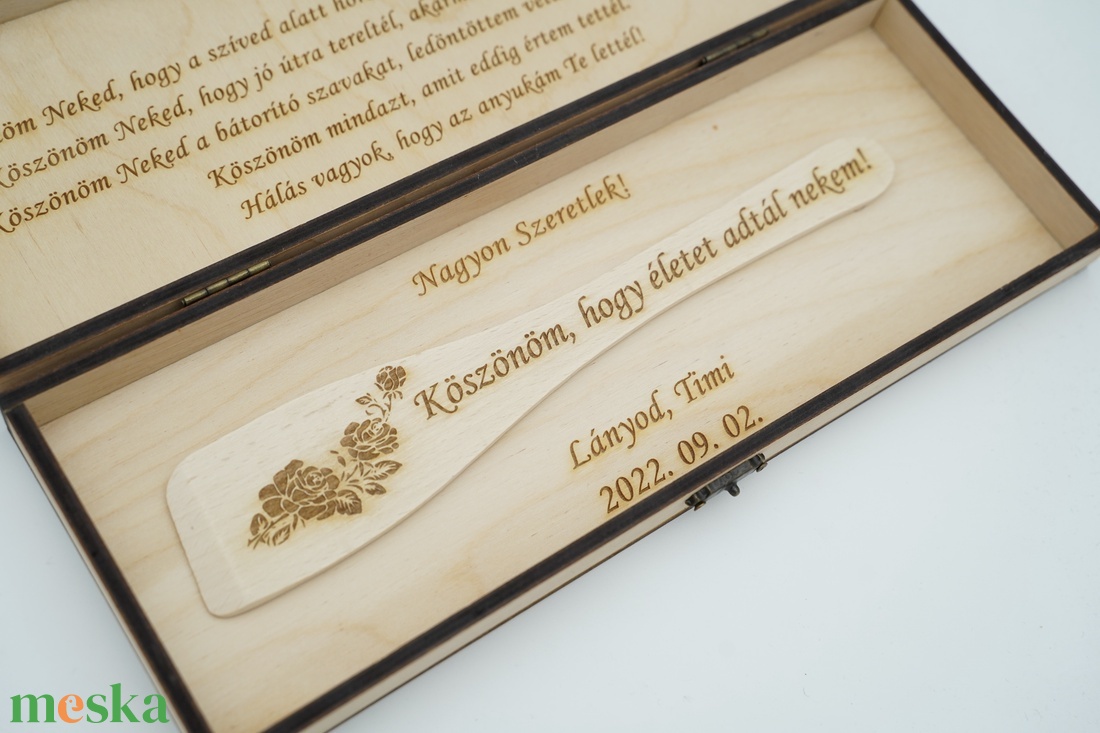 Neked, hogy a szíved alatt
Köszönöm Neked, hogy jó útra tereltél,
Köszönöm Neked a bátorító szavakat, ledöntöttem
Köszönöm mindazt, amit eddig értem tettél.
Hálás vagyok, hogy az anyukám Te lettél!
Nagyon Szeretlek!
Köszönöm, hogy életet adtál nekem!
Lányod, Timi
2022. 09. 02.
meska